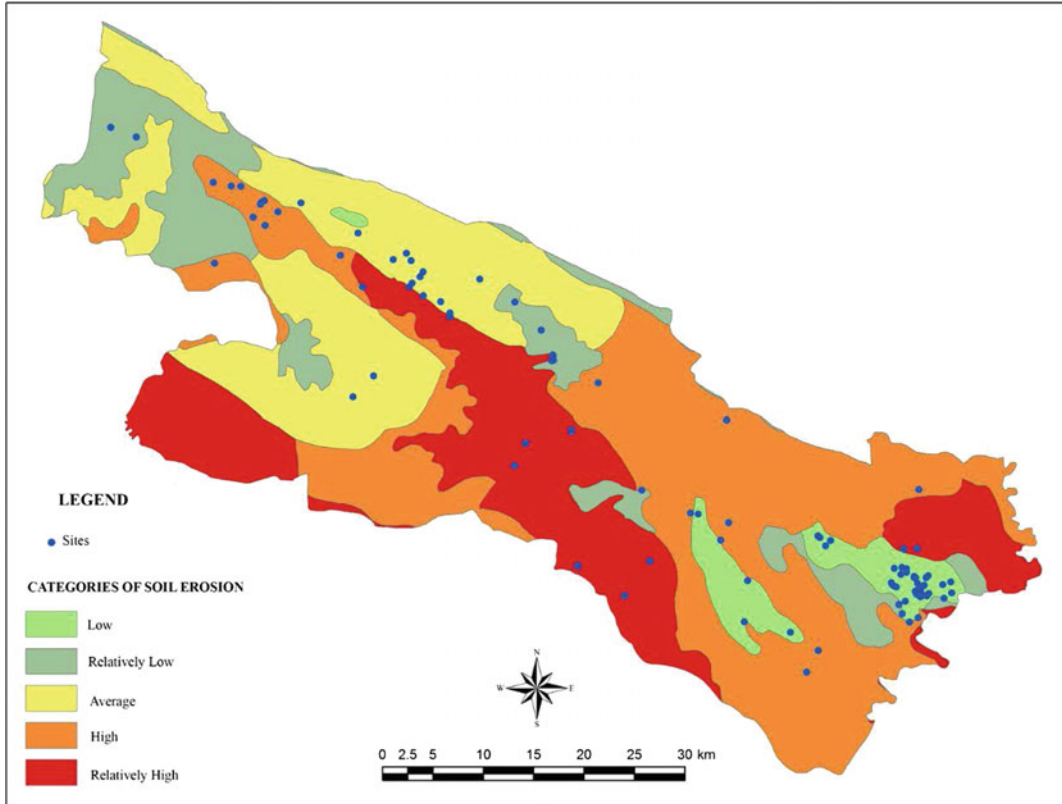 LEGEND
Sites
CATEGORIES OF SOIL EROSION
Low
Relatively Low
Average
High
Relatively High
N
W E
S
0 2.5 5 10 15 20 25 30 km